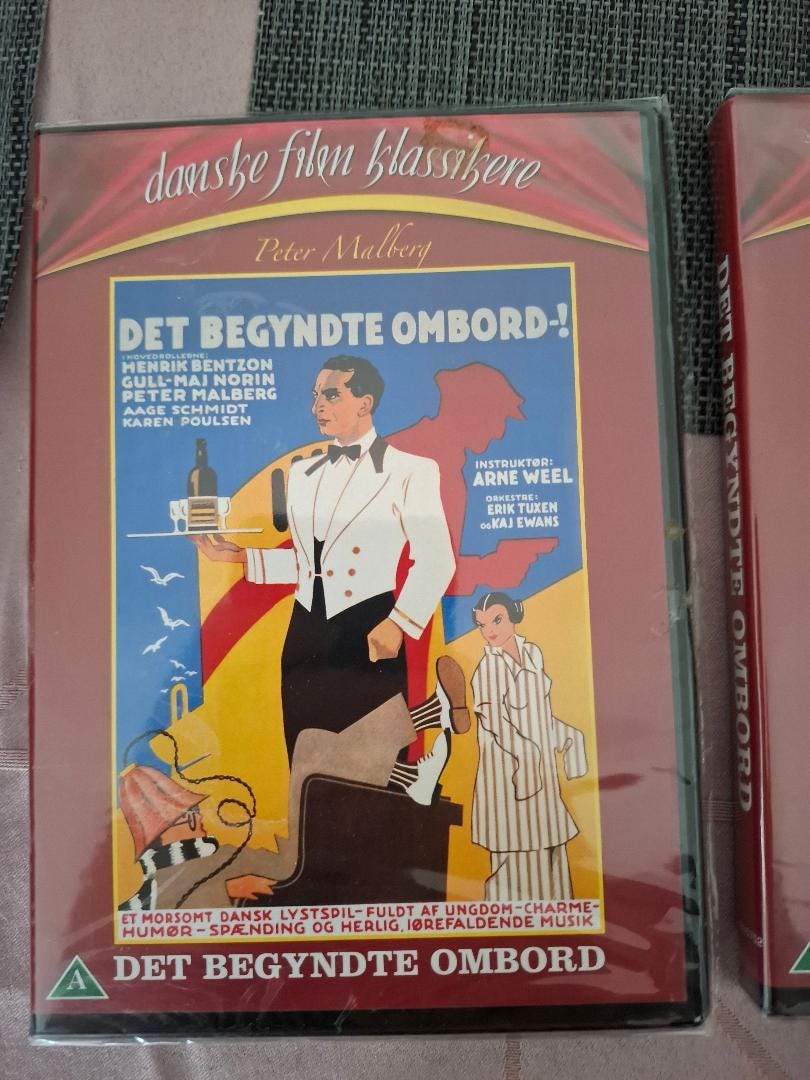 danske film klassikere
Peter Malberg
DET BEGYNDTE OMBORD-!
I HOVEDROLLERNE:
HENRIK BENTZON
GULL-MAJ NORIN
PETER MALBERG
AAGE SCHMIDT
KAREN POULSEN
INSTRUKTØR:
ARNE WEEL
ORKESTRE:
ERIK TUXEN
OG KAJ EWANS
ET MORSOMT DANSK LYSTSPIL-FULDT AF UNGDOM-CHARME-
HUMØR-SPÆNDING OG HERLIG, IØREFALDENDE MUSIK
A
DET BEGYNDTE OMBORD
DET BEGYNDTE OMBORD